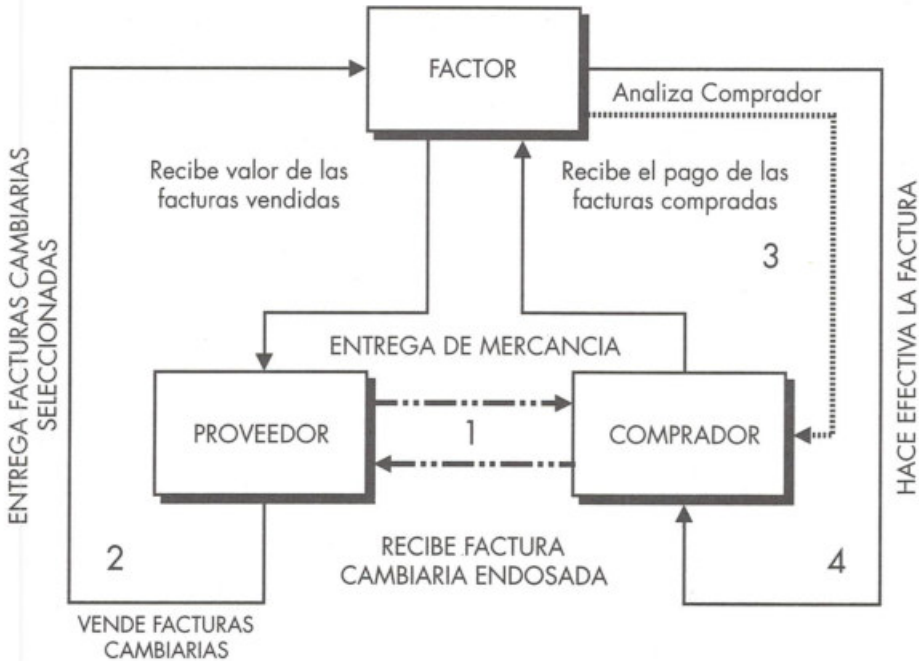 FACTOR
Analiza Comprador
Recibe valor de las
facturas vendidas
Recibe el pago de las
facturas compradas
3
ENTREGA FACTURAS CAMBIARIAS
SELECCIONADAS
HACE EFECTIVA LA FACTURA
ENTREGA DE MERCANCIA
PROVEEDOR
1
COMPRADOR
2
RECIBE FACTURA
CAMBIARIA ENDOSADA
4
VENDE FACTURAS
CAMBIARIAS